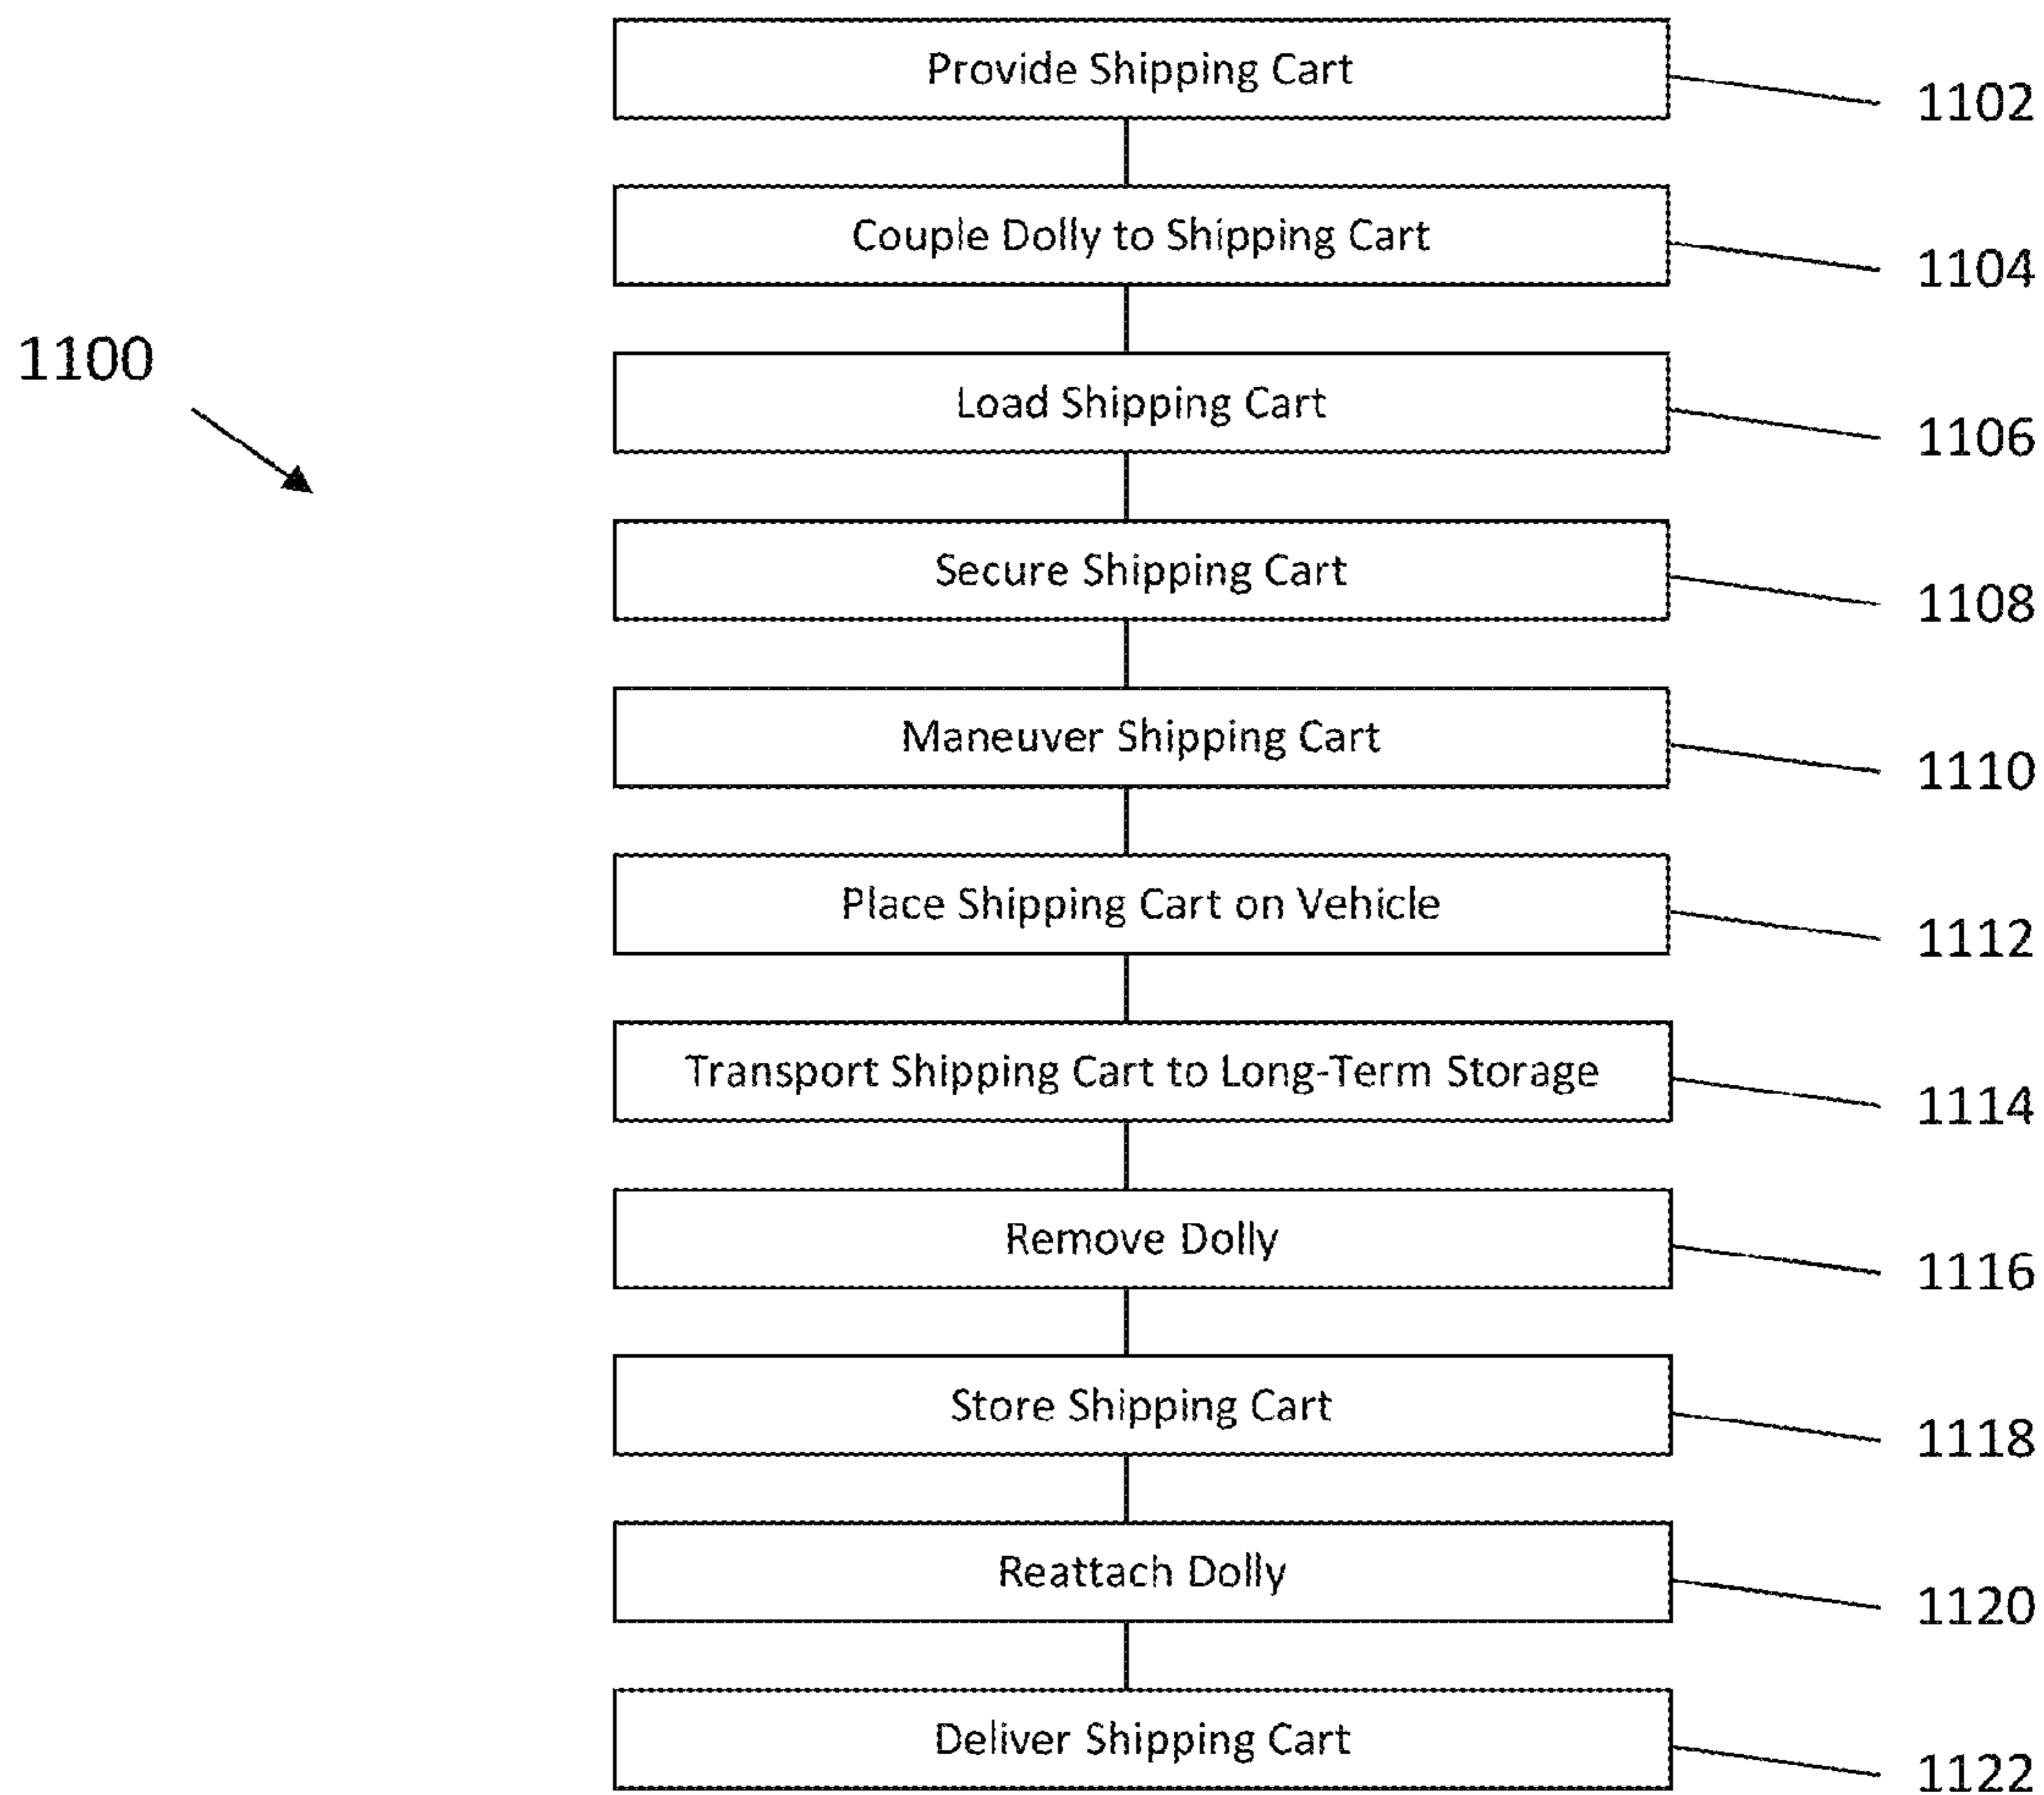 Provide Shipping Cart
1102
Couple Dolly to Shipping Cart
1104
1100
Load Shipping Cart
1106
Secure Shipping Cart
1108
Maneuver Shipping Cart
1110
Place Shipping Cart on Vehicle
1112
Transport Shipping Cart to Long-Term Storage
1114
Remove Dolly
1116
Store Shipping Cart
1118
Reattach Dolly
1120
Deliver Shipping Cart
1122